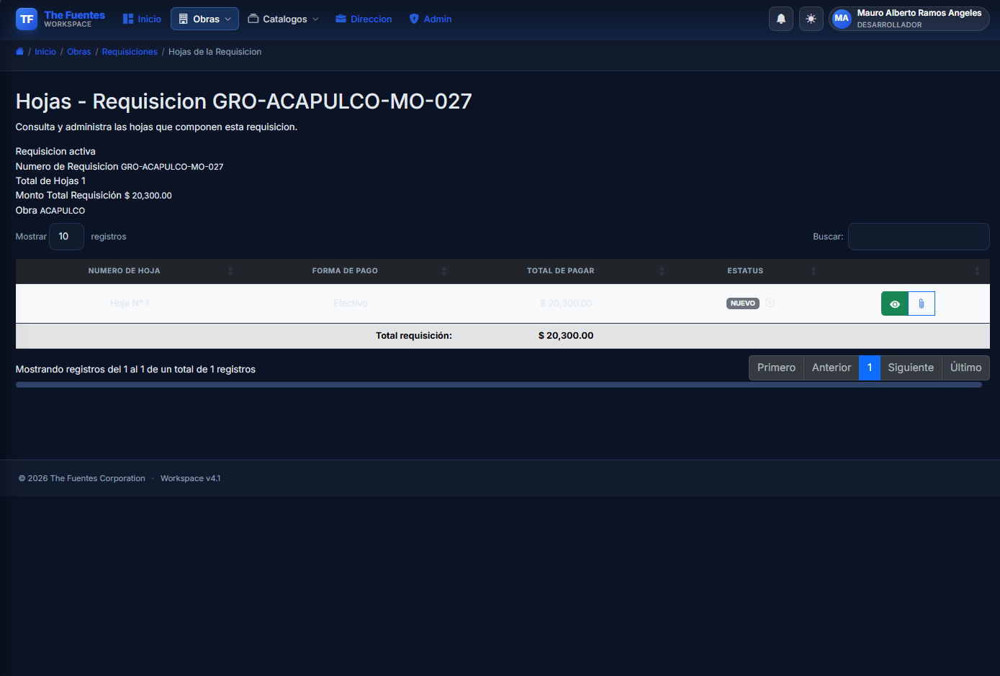 TF The Fuentes WORKSPACE Inicio Obras Catalogos Direccion Admin MA Mauro Alberto Ramos Angeles DESARROLLADOR
/ Inicio / Obras / Requisiciones / Hojas de la Requisicion
Hojas - Requisicion GRO-ACAPULCO-MO-027
Consulta y administra las hojas que componen esta requisicion.
Requisicion activa
Numero de Requisicion GRO-ACAPULCO-MO-027
Total de Hojas 1
Monto Total Requisición $ 20,300.00
Obra ACAPULCO
Mostrar 10 registros Buscar:
NUMERO DE HOJA FORMA DE PAGO TOTAL DE PAGAR ESTATUS
Hoja N° 1 Efectivo $ 20,300.00 NUEVO
Total requisición: $ 20,300.00
Mostrando registros del 1 al 1 de un total de 1 registros Primero Anterior 1 Siguiente Último
© 2026 The Fuentes Corporation · Workspace v4.1